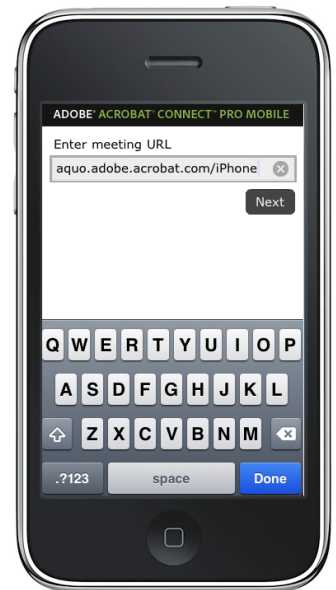 ADOBE® ACROBAT® CONNECT™ PRO MOBILE
Enter meeting URL
aquo.adobe.acrobat.com/iPhone
Next
Q W E R T Y U I O P
A S D F G H J K L
Z X C V B N M
.?123 space Done